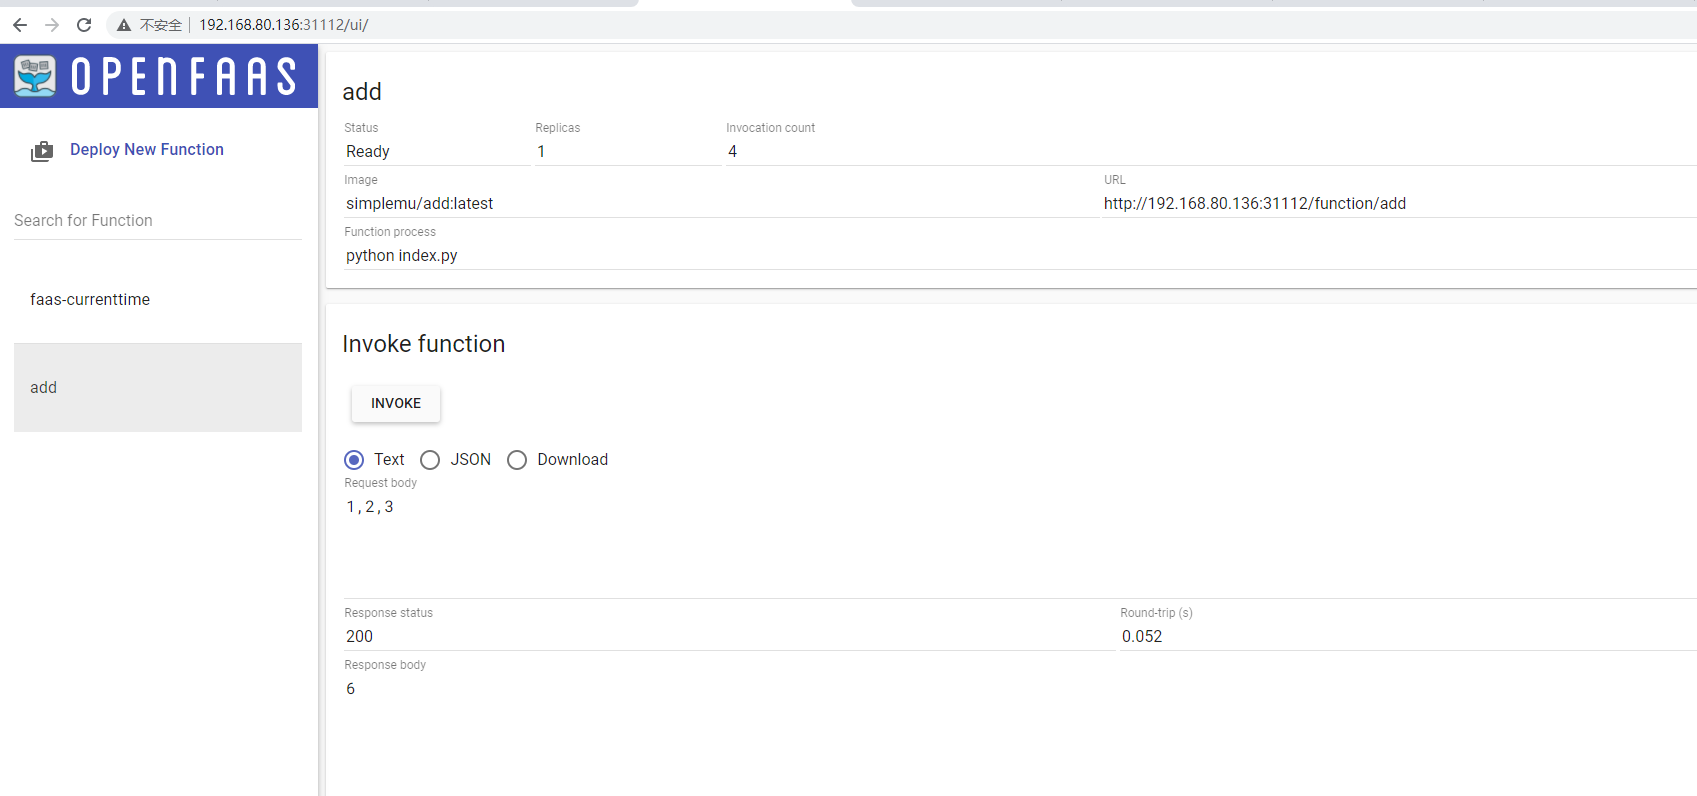 不安全 192.168.80.136:31112/ui/
OPENFAAS
Deploy New Function
Search for Function
faas-currenttime
add
add
Status Replicas Invocation count
Ready 1 4
Image URL
simplemu/add:latest http://192.168.80.136:31112/function/add
Function process
python index.py
Invoke function
INVOKE
Text JSON Download
Request body
1 , 2 , 3
Response status Round-trip (s)
200 0.052
Response body
6